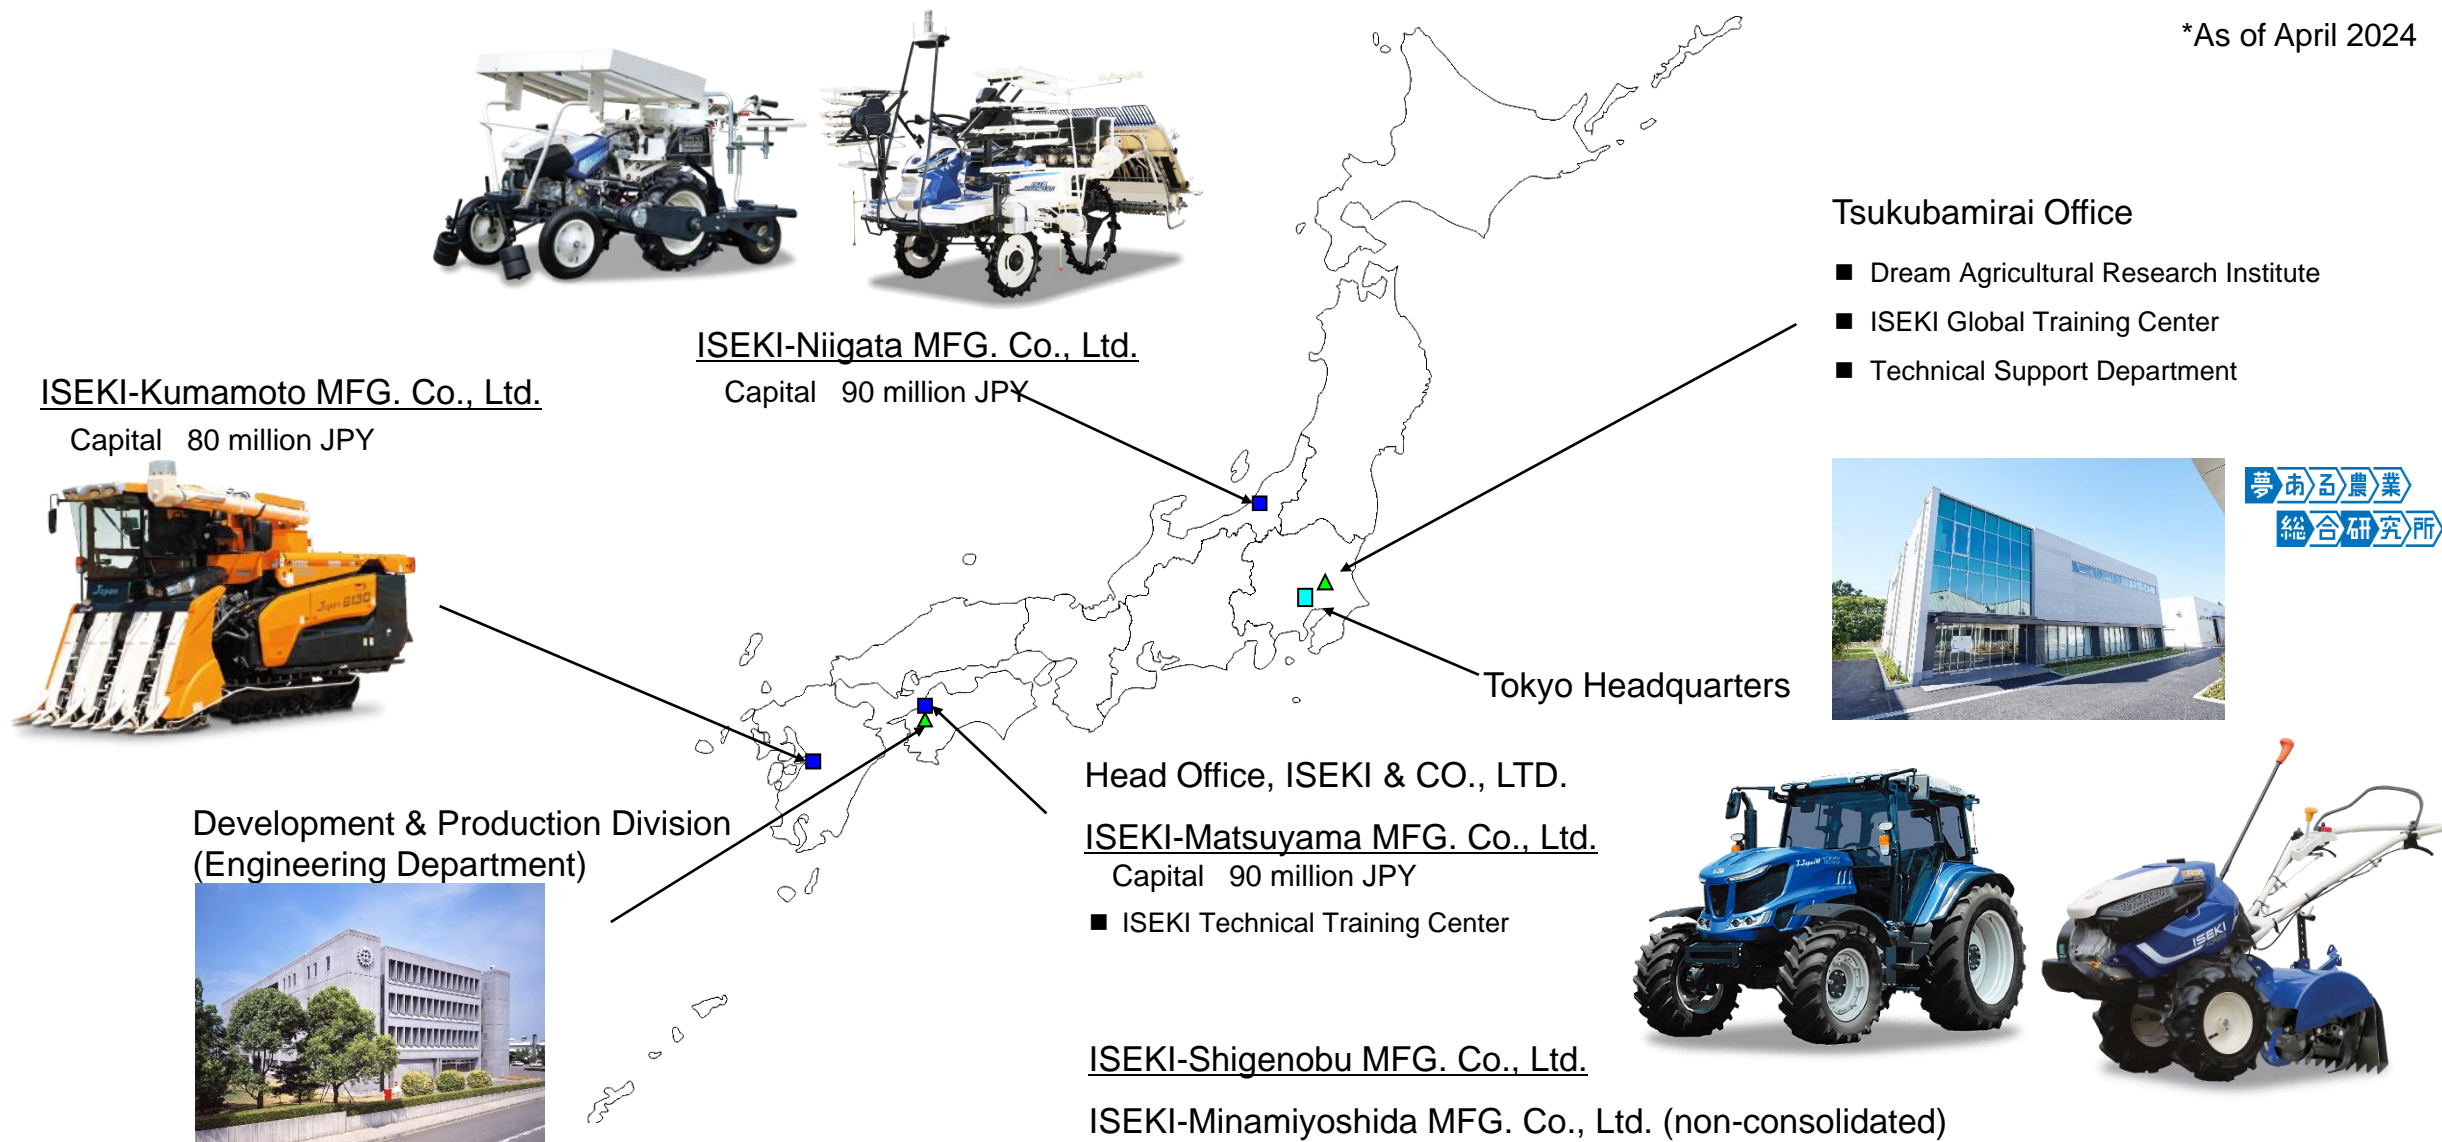 *As of April 2024
Tsukubamirai Office
■ Dream Agricultural Research Institute
■ ISEKI Global Training Center
■ Technical Support Department
夢ある農業
総合研究所
ISEKI-Niigata MFG. Co., Ltd.
Capital 90 million JPY
ISEKI-Kumamoto MFG. Co., Ltd.
Capital 80 million JPY
Japan
Japan 6130
Tokyo Headquarters
Development & Production Division
(Engineering Department)
Head Office, ISEKI & CO., LTD.
ISEKI-Matsuyama MFG. Co., Ltd.
Capital 90 million JPY
■ ISEKI Technical Training Center
ISEKI
ISEKI-Shigenobu MFG. Co., Ltd.
ISEKI-Minamiyoshida MFG. Co., Ltd. (non-consolidated)